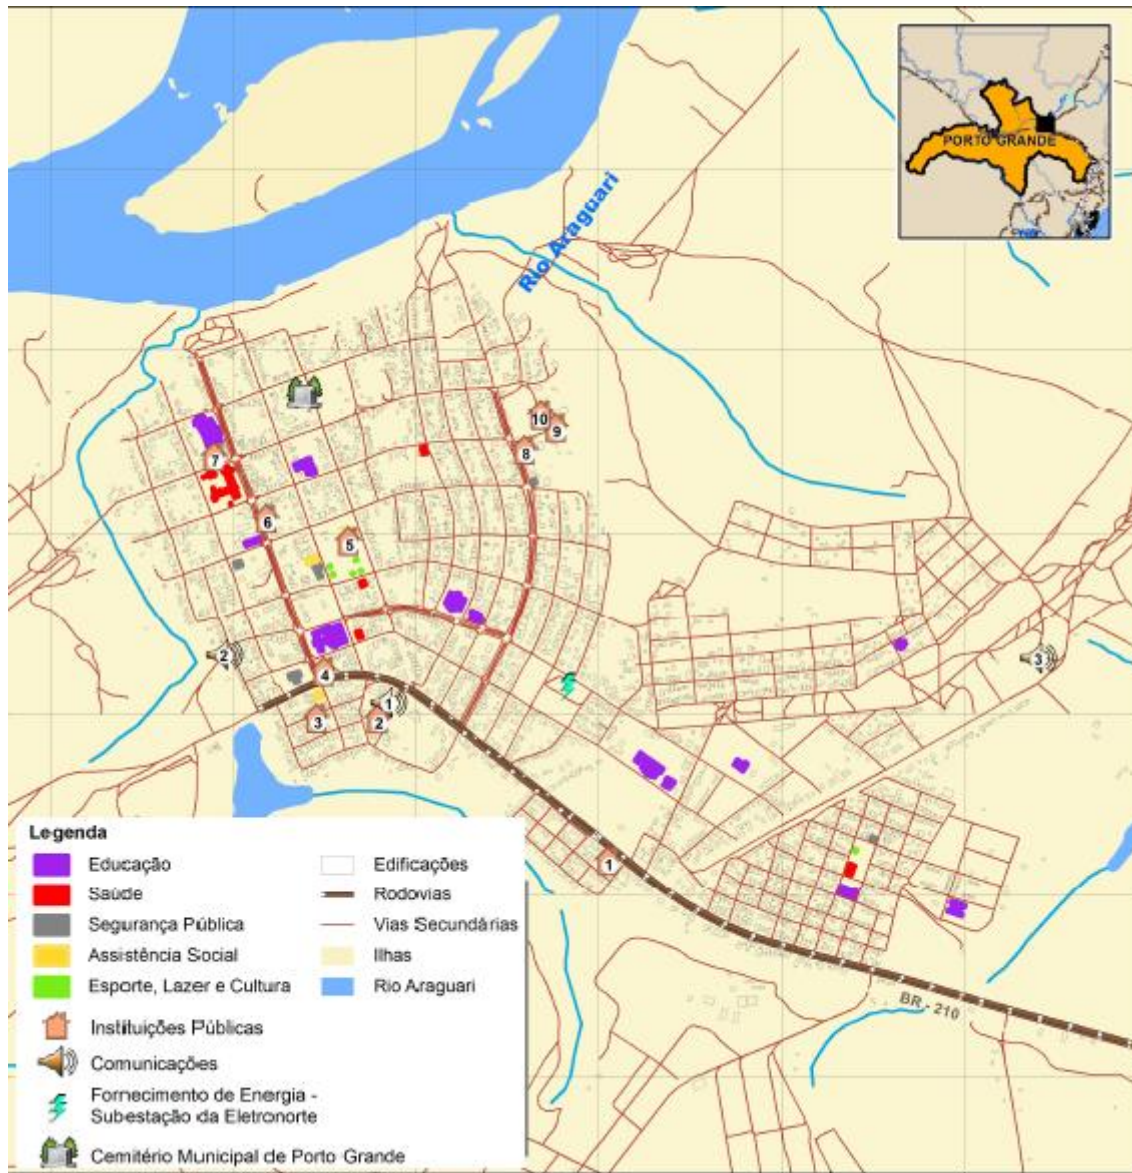 PORTO GRANDE
Rio Araguari
10
9
8
7
6
5
2
3
4
1
3
2
1
BR - 210
Legenda
Educação
Saúde
Segurança Pública
Assistência Social
Esporte, Lazer e Cultura
Instituições Públicas
Comunicações
Fornecimento de Energia -
Subestação da Eletronorte
Cemitério Municipal de Porto Grande
Edificações
Rodovias
Vias Secundárias
Ilhas
Rio Araguari